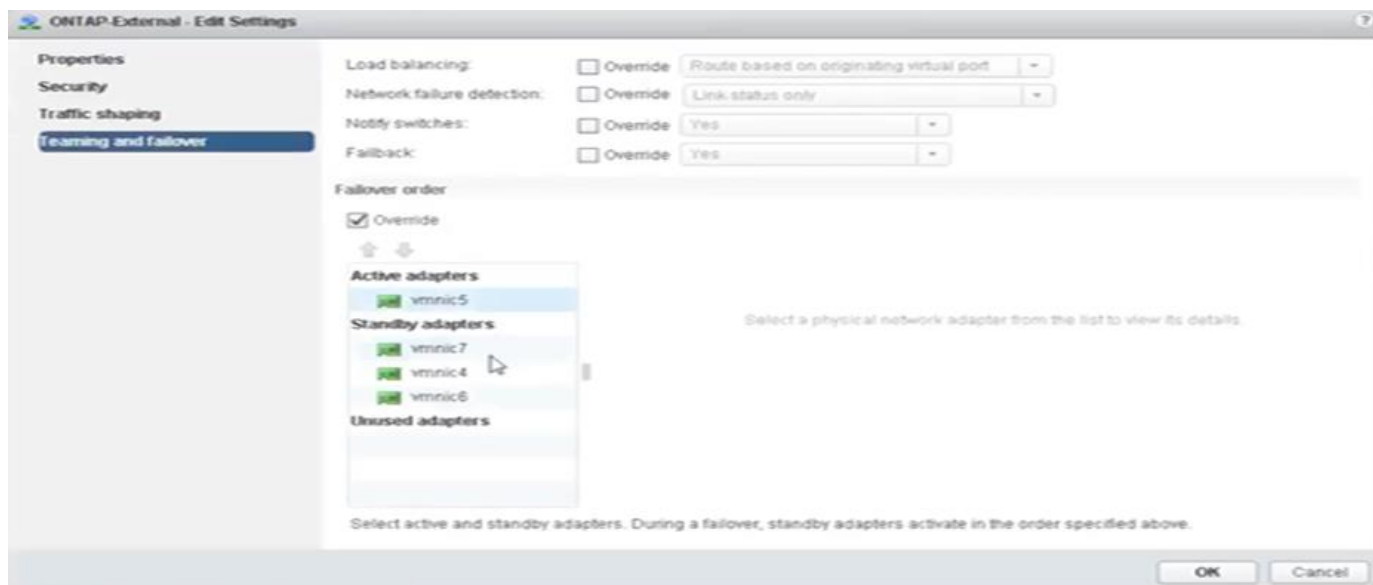 ONTAP-External - Edit Settings
?
Properties
Security
Traffic shaping
Teaming and failover
Load balancing: Override Route based on originating virtual port
Network failure detection: Override Link status only
Notify switches: Override Yes
Failback: Override Yes
Failover order
Override
Active adapters
vmnic5
Standby adapters
vmnic7
vmnic4
vmnic6
Unused adapters
Select a physical network adapter from the list to view its details.
Select active and standby adapters. During a failover, standby adapters activate in the order specified above.
OK Cancel